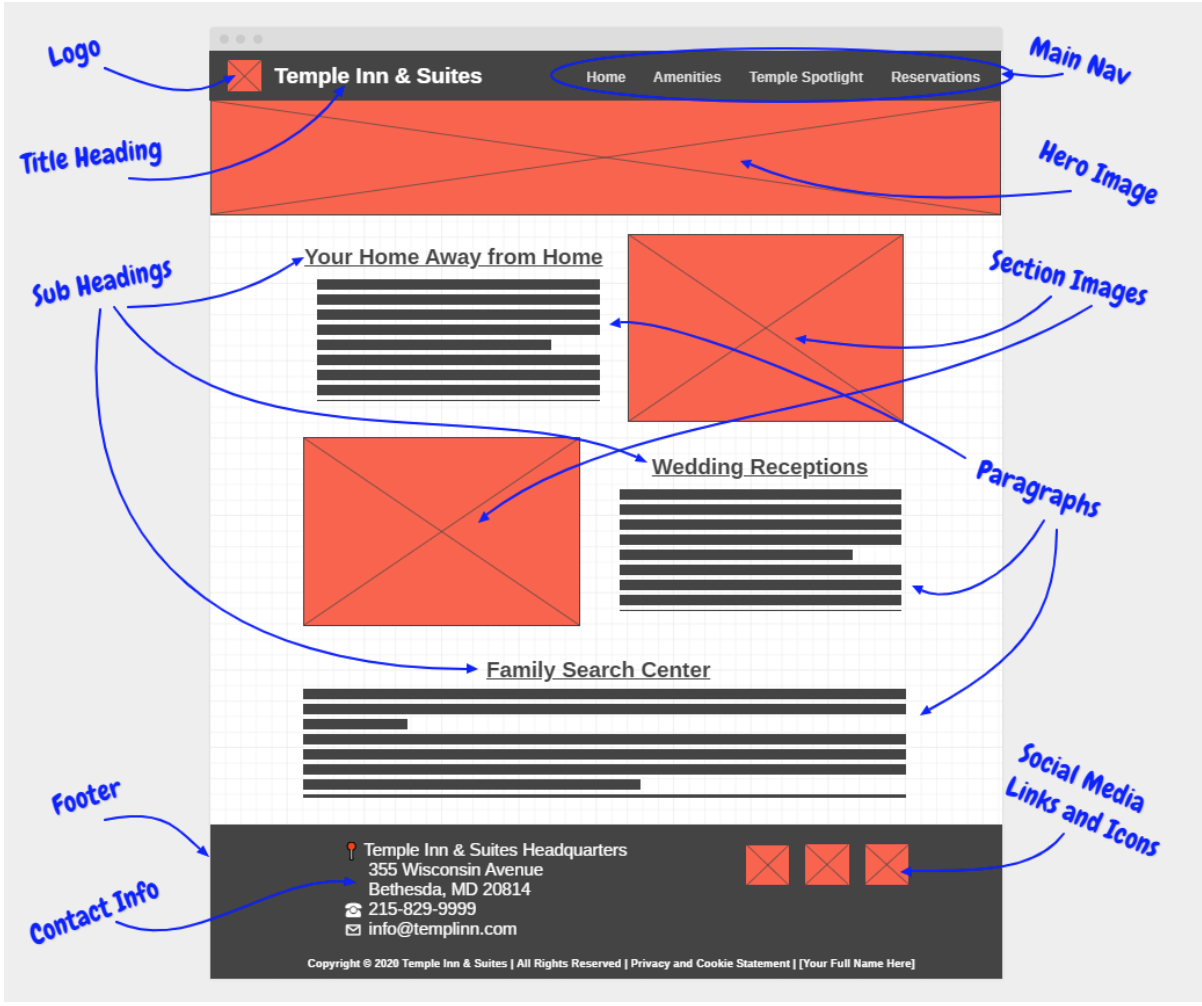 Logo
Main Nav
Temple Inn & Suites
Home Amenities Temple Spotlight Reservations
Title Heading
Hero Image
Sub Headings
Your Home Away from Home
Section Images
Wedding Receptions
Paragraphs
Family Search Center
Social Media
Links and Icons
Footer
Contact Info
Temple Inn & Suites Headquarters
355 Wisconsin Avenue
Bethesda, MD 20814
215-829-9999
info@templinn.com
Copyright © 2020 Temple Inn & Suites | All Rights Reserved | Privacy and Cookie Statement | [Your Full Name Here]